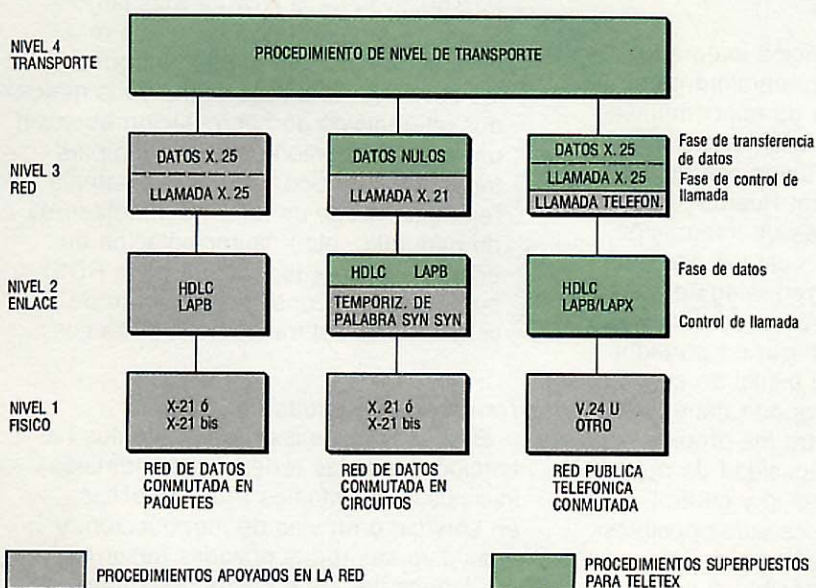 NIVEL 4
TRANSPORTE
PROCEDIMIENTO DE NIVEL DE TRANSPORTE
NIVEL 3
RED
DATOS X. 25
LLAMADA X. 25
DATOS NULOS
LLAMADA X. 21
DATOS X. 25
LLAMADA X. 25
LLAMADA TELEFON.
Fase de transferencia
de datos
Fase de control de
llamada
NIVEL 2
ENLACE
HDLC
LAPB
HDLC LAPB
TEMPORIZ. DE
PALABRA SYN SYN
HDLC
LAPB/LAPX
Fase de datos
Control de llamada
NIVEL 1
FISICO
X-21 ó
X-21 bis
X. 21 ó
X-21 bis
V.24 U
OTRO
RED DE DATOS
CONMUTADA EN
PAQUETES
RED DE DATOS
CONMUTADA EN
CIRCUITOS
RED PUBLICA
TELEFONICA
CONMUTADA
PROCEDIMIENTOS APOYADOS EN LA RED
PROCEDIMIENTOS SUPERPUESTOS
PARA TELETEX